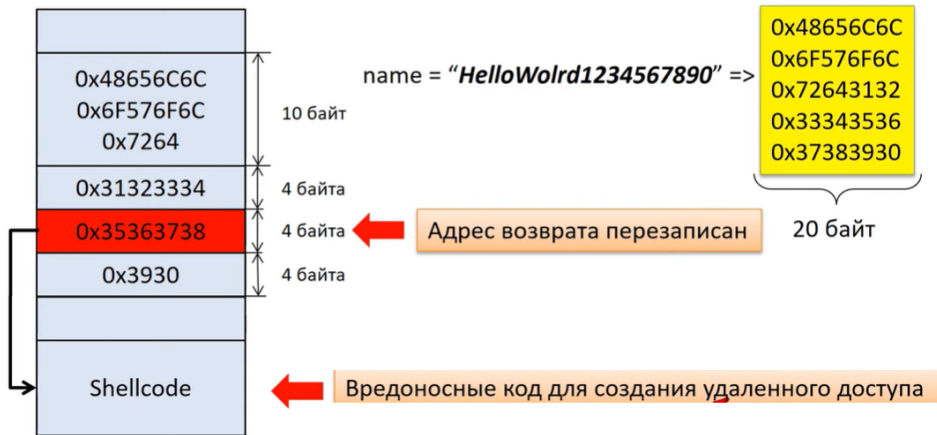 0x48656C6C
0x6F576F6C
0x7264
10 байт
0x31323334
4 байта
0x35363738
4 байта
0x3930
4 байта
Shellcode
name = “HelloWolrd1234567890” =>
0x48656C6C
0x6F576F6C
0x72643132
0x33343536
0x37383930
20 байт
Адрес возврата перезаписан
Вредоносные код для создания удаленного доступа